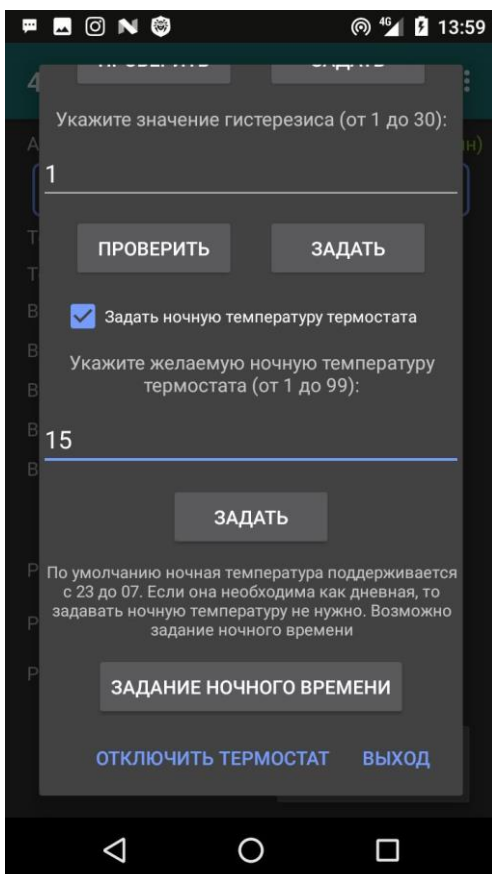 4G 13:59
4
Укажите значение гистерезиса (от 1 до 30):
1
ПРОВЕРИТЬ ЗАДАТЬ
Задать ночную температуру термостата
Укажите желаемую ночную температуру
термостата (от 1 до 99):
15
ЗАДАТЬ
По умолчанию ночная температура поддерживается
с 23 до 07. Если она необходима как дневная, то
задавать ночную температуру не нужно. Возможно
задание ночного времени
ЗАДАНИЕ НОЧНОГО ВРЕМЕНИ
ОТКЛЮЧИТЬ ТЕРМОСТАТ ВЫХОД